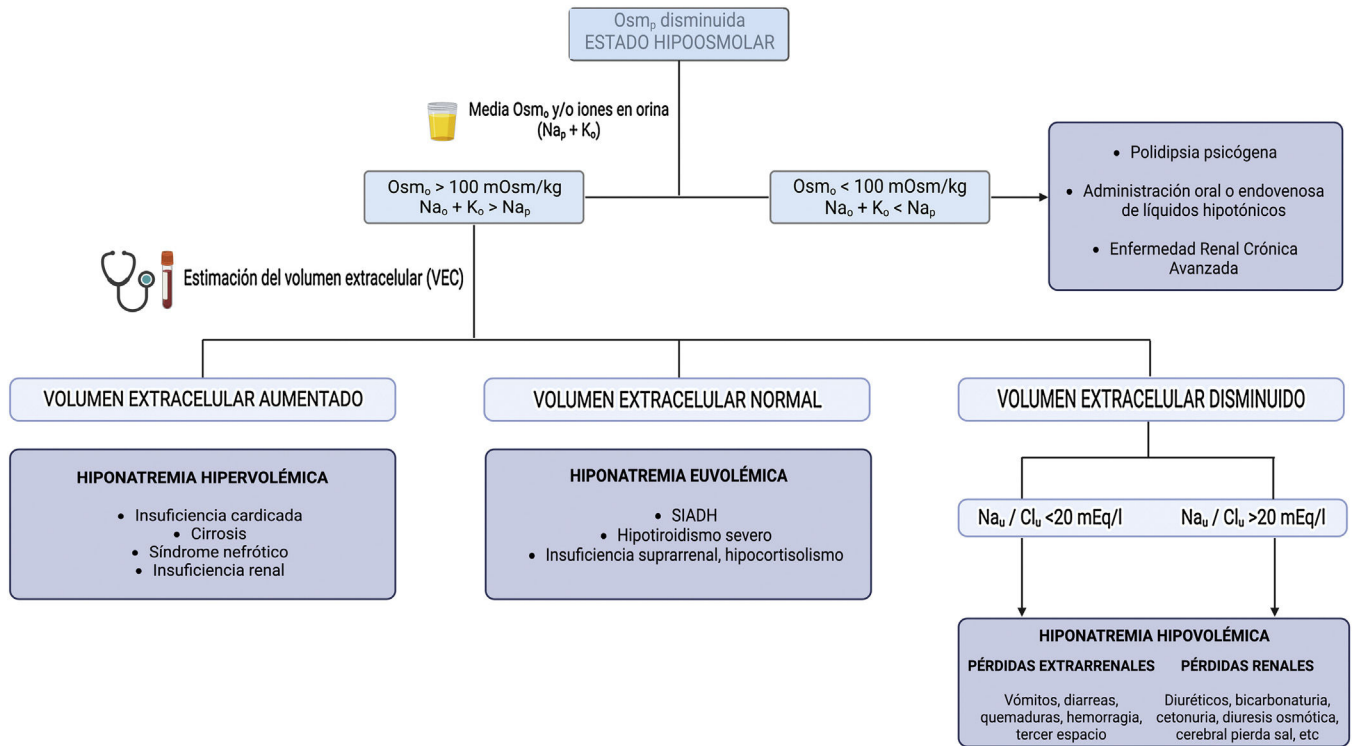 Osmₚ disminuida
ESTADO HIPOOSMOLAR
Media Osmₒ y/o iones en orina
(Naₚ + Kₒ)
Osmₒ > 100 mOsm/kg
Naₒ + Kₒ > Naₚ
Osmₒ < 100 mOsm/kg
Naₒ + Kₒ < Naₚ
• Polidipsia psicógena
• Administración oral o endovenosa
de líquidos hipotónicos
• Enfermedad Renal Crónica
Avanzada
Estimación del volumen extracelular (VEC)
VOLUMEN EXTRACELULAR AUMENTADO
VOLUMEN EXTRACELULAR NORMAL
VOLUMEN EXTRACELULAR DISMINUIDO
HIPONATREMIA HIPERVOLÉMICA
• Insuficiencia cardicada
• Cirrosis
• Síndrome nefrótico
• Insuficiencia renal
HIPONATREMIA EUVOLÉMICA
• SIADH
• Hipotiroidismo severo
• Insuficiencia suprarrenal, hipocortisolismo
Naᵤ / Clᵤ <20 mEq/l
Naᵤ / Clᵤ >20 mEq/l
HIPONATREMIA HIPOVOLÉMICA
PÉRDIDAS EXTRARRENALES
Vómitos, diarreas,
quemaduras, hemorragia,
tercer espacio
PÉRDIDAS RENALES
Diuréticos, bicarbonaturia,
cetonuria, diuresis osmótica,
cerebral pierda sal, etc